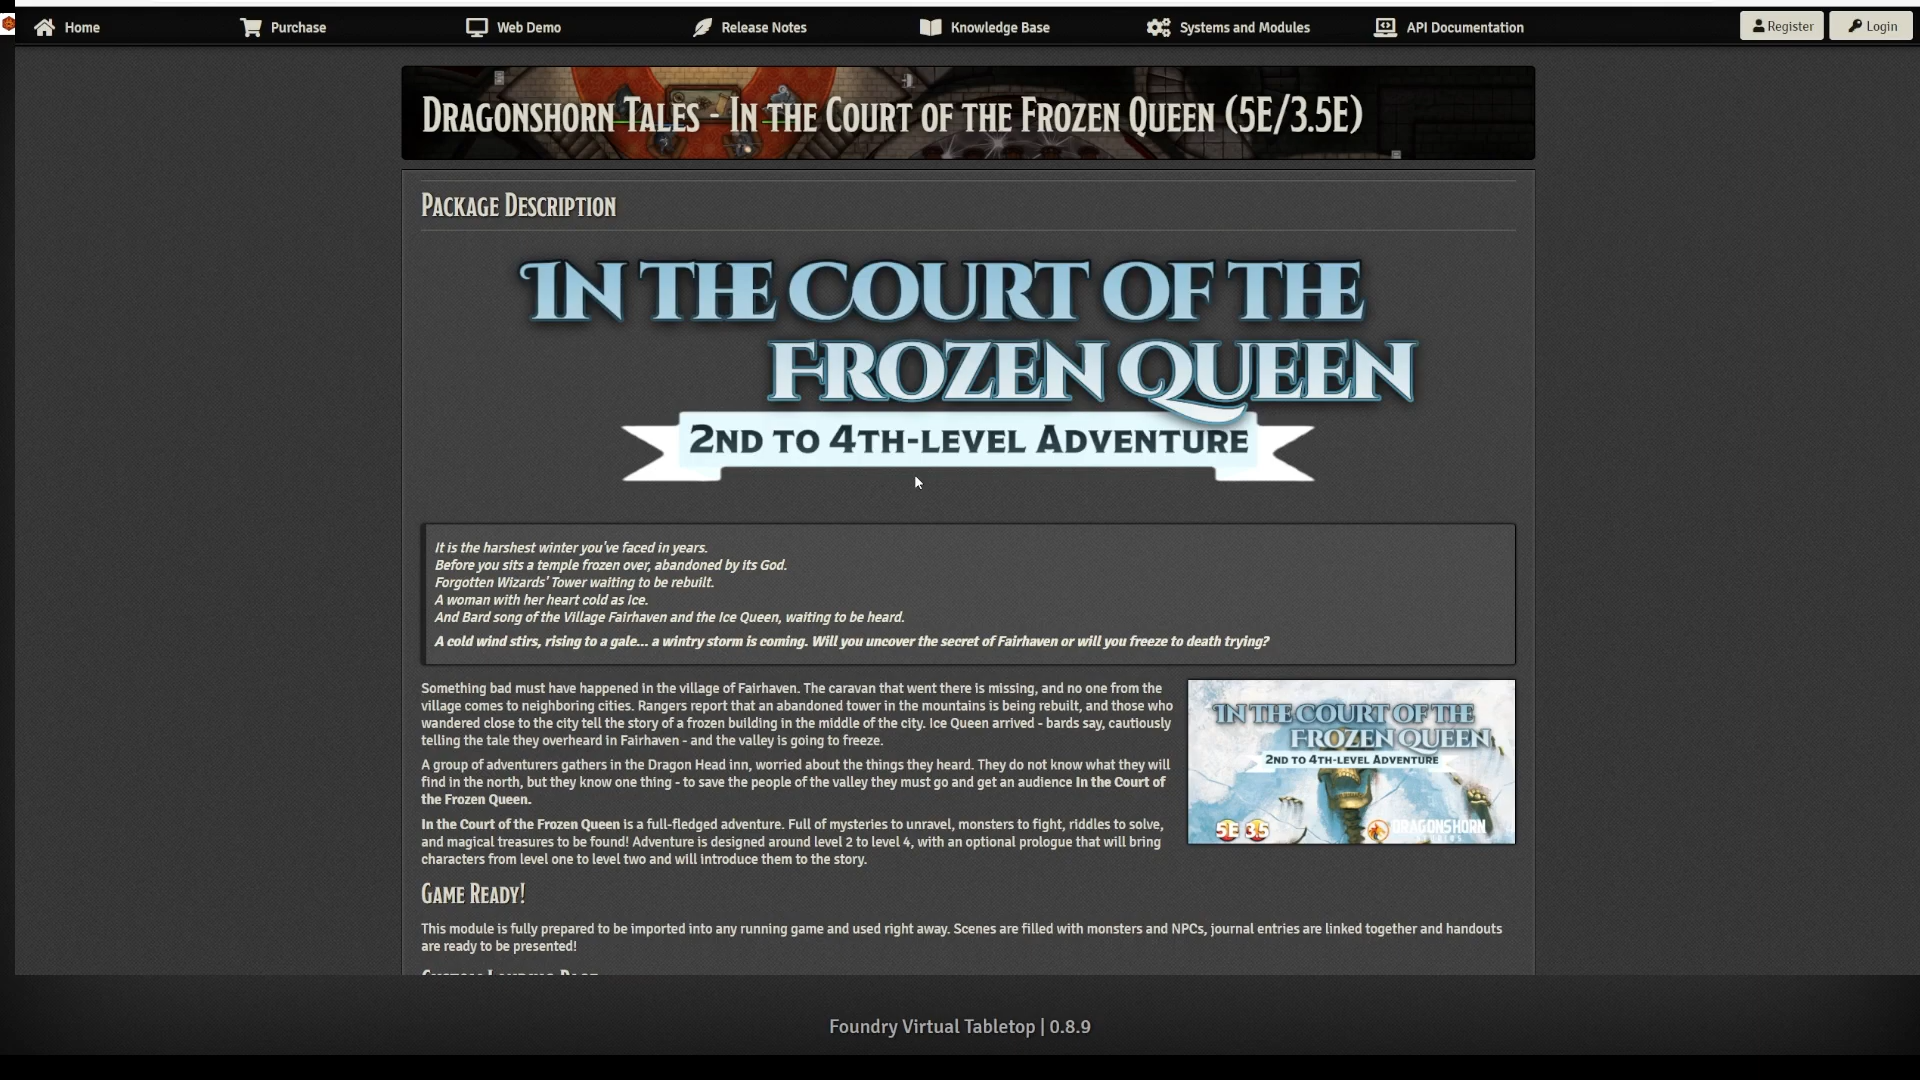 Home
Purchase
Web Demo
Release Notes
Knowledge Base
Systems and Modules
API Documentation
Register
Login
Dragonshorn Tales - In the Court of the Frozen Queen (5E/3.5E)
Package Description
In the Court of the
Frozen Queen
2nd to 4th-level Adventure
It is the harshest winter you've faced in years.
Before you sits a temple frozen over, abandoned by its God.
Forgotten Wizards' Tower waiting to be rebuilt.
A woman with her heart cold as ice.
And Bard song of the Village Fairhaven and the Ice Queen, waiting to be heard.
A cold wind stirs, rising to a gale... a wintry storm is coming. Will you uncover the secret of Fairhaven or will you freeze to death trying?
Something bad must have happened in the village of Fairhaven. The caravan that went there is missing, and no one from the
village comes to neighboring cities. Rangers report that an abandoned tower in the mountains is being rebuilt, and those who
wandered close to the city tell the story of a frozen building in the middle of the city. Ice Queen arrived - bards say, cautiously
telling the tale they overheard in Fairhaven - and the valley is going to freeze.
A group of adventurers gathers in the Dragon Head inn, worried about the things they heard. They do not know what they will
find in the north, but they know one thing - to save the people of the valley they must go and get an audience In the Court of
the Frozen Queen.
In the Court of the Frozen Queen is a full-fledged adventure. Full of mysteries to unravel, monsters to fight, riddles to solve,
and magical treasures to be found! Adventure is designed around level 2 to level 4, with an optional prologue that will bring
characters from level one to level two and will introduce them to the story.
In the Court of the
Frozen Queen
2nd to 4th-level Adventure
5E 3.5
Dragonshorn
Game Ready!
This module is fully prepared to be imported into any running game and used right away. Scenes are filled with monsters and NPCs, journal entries are linked together and handouts
are ready to be presented!
Foundry Virtual Tabletop | 0.8.9